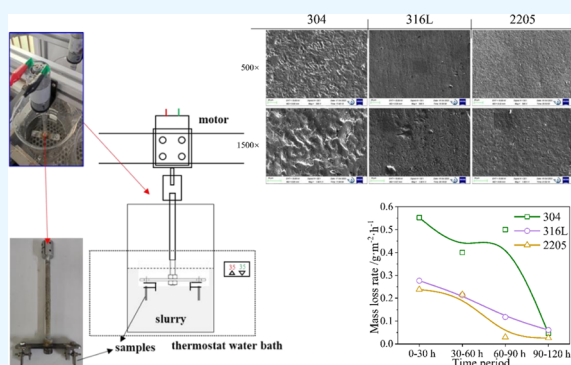 304 316L 2205
500×
1500×
motor
slurry
samples
thermostat water bath
Mass loss rate /g·m⁻²·h⁻¹
0.6
0.5
0.4
0.3
0.2
0.1
0.0
304
316L
2205
0-30 h 30-60 h 60-90 h 90-120 h
Time period